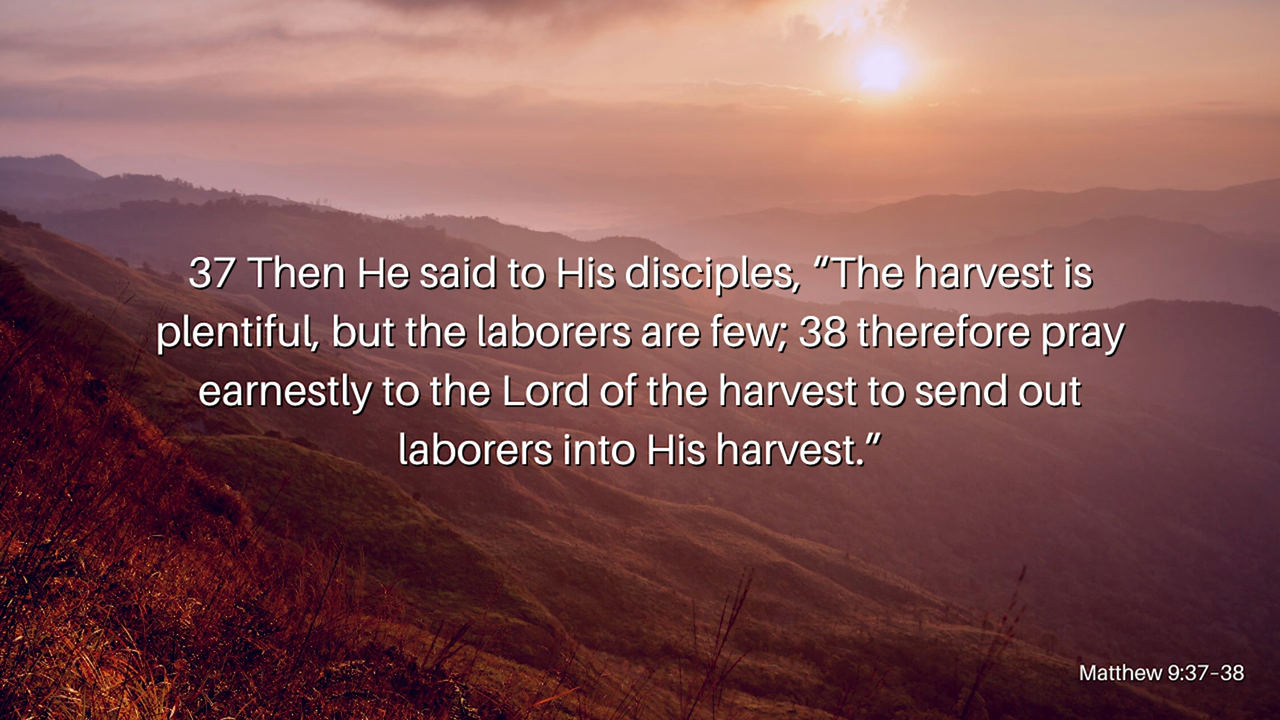 37 Then He said to His disciples, “The harvest is
plentiful, but the laborers are few; 38 therefore pray
earnestly to the Lord of the harvest to send out
laborers into His harvest.”
Matthew 9:37–38